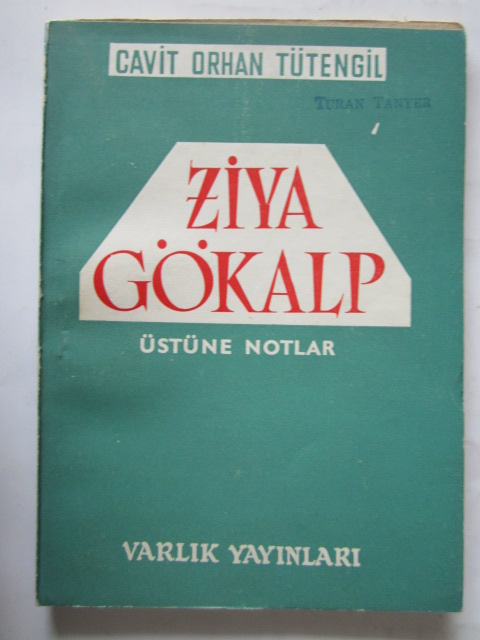 CAVİT ORHAN TÜTENGİL
TURAN TANYER
ZİYA
GÖKALP
ÜSTÜNE NOTLAR
VARLIK YAYINLARI